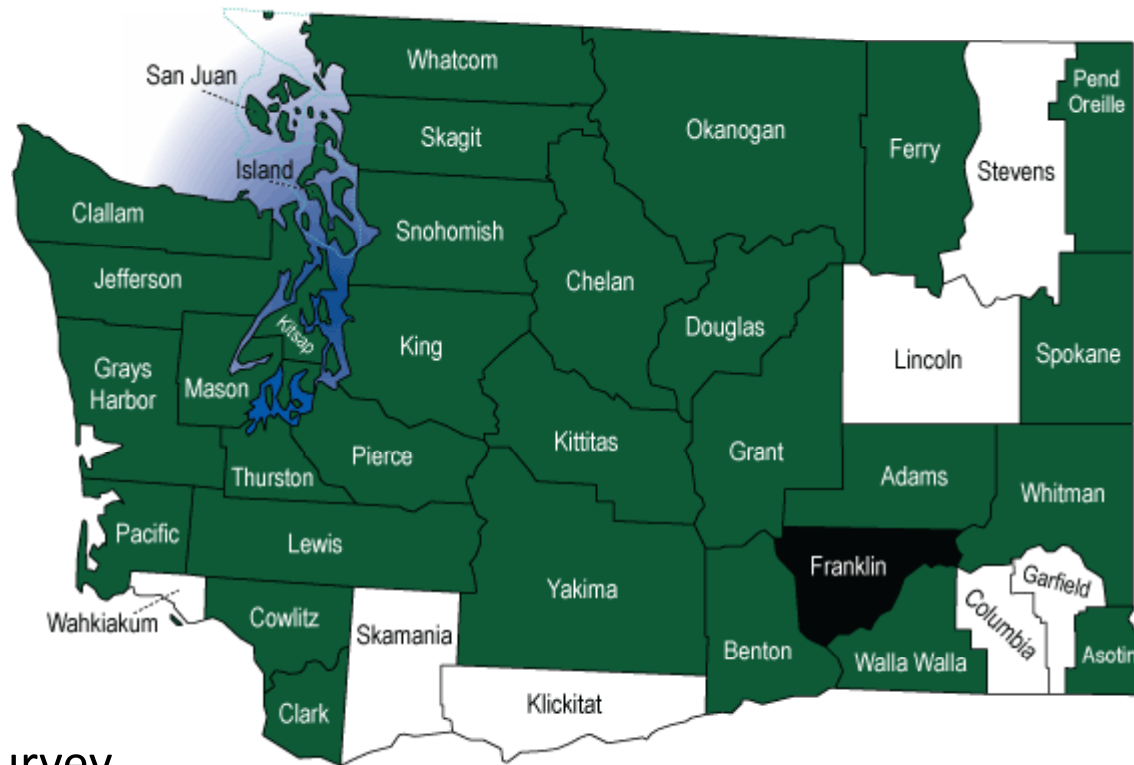 Whatcom
San Juan
Skagit
Okanogan
Ferry
Stevens
Pend
Oreille
Island
Clallam
Snohomish
Jefferson
Chelan
Kitsap
King
Douglas
Lincoln
Spokane
Grays
Harbor
Mason
Kittitas
Grant
Pierce
Thurston
Adams
Whitman
Pacific
Lewis
Franklin
Yakima
Garfield
Wahkiakum
Cowlitz
Skamania
Columbia
Benton
Walla Walla
Asotin
Klickitat
Clark
urvey